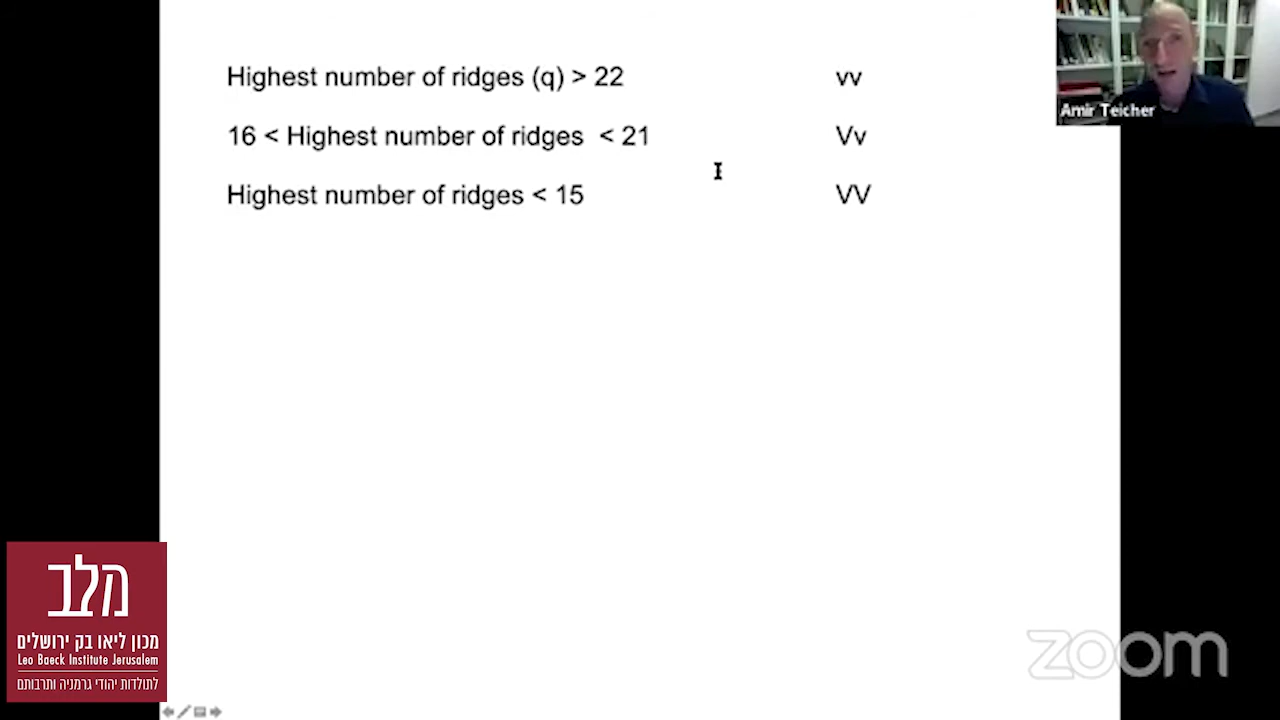 Highest number of ridges (q) > 22 vv
16 < Highest number of ridges < 21 Vv
Highest number of ridges < 15 VV
Amir Teicher
מלב
מכון ליאו בק ירושלים
Leo Baeck Institute Jerusalem
לתולדות יהודי גרמניה ותרבותם
zoom